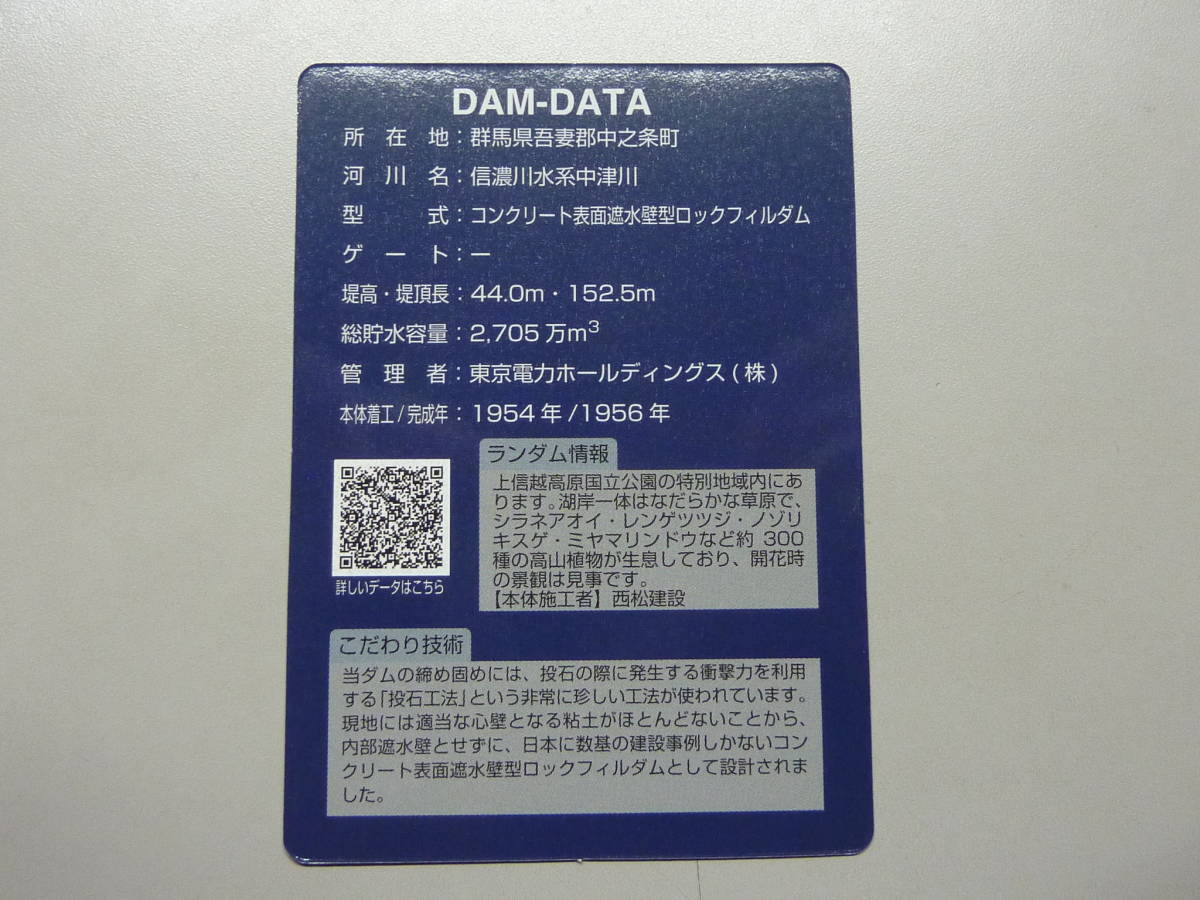 DAM-DATA
所在地：群馬県吾妻郡中之条町
河川名：信濃川水系中津川
型式：コンクリート表面遮水壁型ロックフィルダム
ゲート：ー
堤高・堤頂長：44.0m・152.5m
総貯水容量：2,705万m³
管理者：東京電力ホールディングス(株)
本体着工/完成年：1954年/1956年
詳しいデータはこちら
ランダム情報
上信越高原国立公園の特別地域内にあ
ります。湖岸一体はなだらかな草原で、
シラネアオイ・レンゲツツジ・ノゾリ
キスゲ・ミヤマリンドウなど約300
種の高山植物が生息しており、開花時
の景観は見事です。
【本体施工者】西松建設
こだわり技術
当ダムの締め固めには、投石の際に発生する衝撃力を利用
する「投石工法」という非常に珍しい工法が使われています。
現地には適当な心壁となる粘土がほとんどないことから、
内部遮水壁とせずに、日本に数基の建設事例しかないコン
クリート表面遮水壁型ロックフィルダムとして設計されま
した。